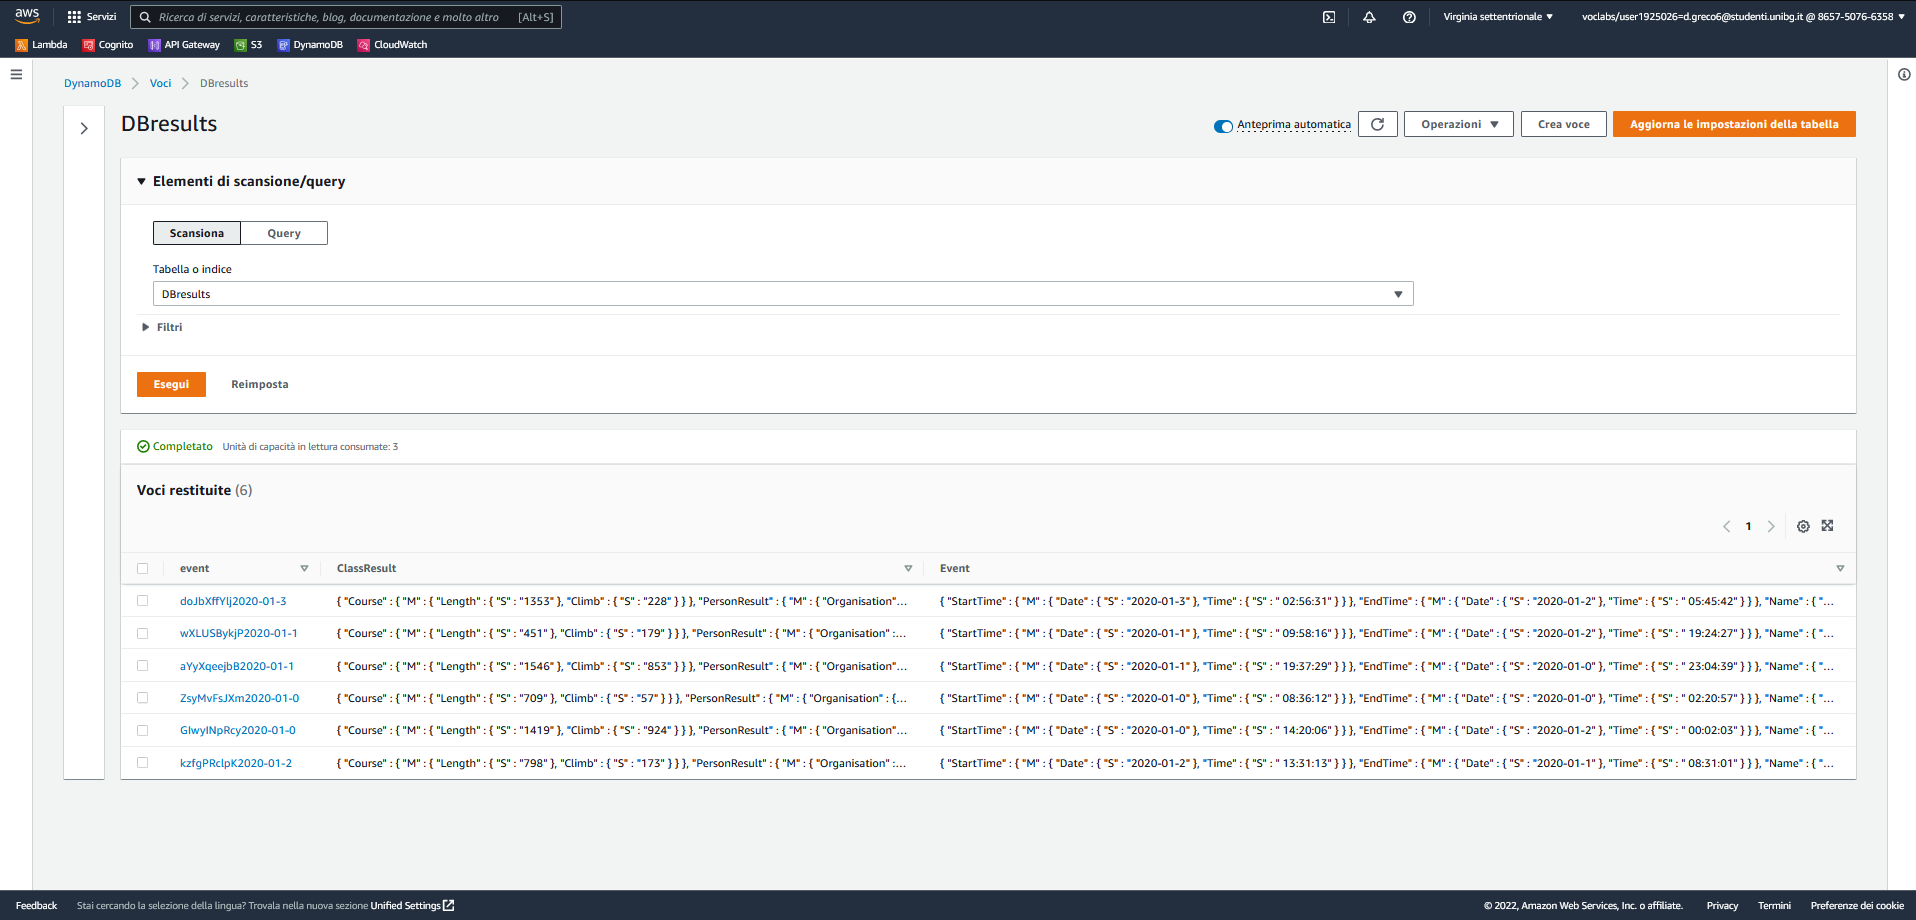 aws Servizi Ricerca di servizi, caratteristiche, blog, documentazione e molto altro [Alt+S] Virginia settentrionale voclabs/user1925026=d.greco6@studenti.unibg.it @ 8657-5076-6358
Lambda Cognito API Gateway S3 DynamoDB CloudWatch
DynamoDB Voci DBresults
DBresults Anteprima automatica Operazioni Crea voce Aggiorna le impostazioni della tabella
Elementi di scansione/query
Scansiona Query
Tabella o indice
DBresults
Filtri
Esegui Reimposta
Completato Unità di capacità in lettura consumate: 3
Voci restituite (6)
1
event ClassResult Event
doJbXffYlj2020-01-3 { "Course" : { "M" : { "Length" : { "S" : "1353" }, "Climb" : { "S" : "228" } } }, "PersonResult" : { "M" : { "Organisation"... { "StartTime" : { "M" : { "Date" : { "S" : "2020-01-3" }, "Time" : { "S" : " 02:56:31" } } }, "EndTime" : { "M" : { "Date" : { "S" : "2020-01-2" }, "Time" : { "S" : " 05:45:42" } } }, "Name" : { "...
wXLUSBykjP2020-01-1 { "Course" : { "M" : { "Length" : { "S" : "451" }, "Climb" : { "S" : "179" } } }, "PersonResult" : { "M" : { "Organisation" :... { "StartTime" : { "M" : { "Date" : { "S" : "2020-01-1" }, "Time" : { "S" : " 09:58:16" } } }, "EndTime" : { "M" : { "Date" : { "S" : "2020-01-2" }, "Time" : { "S" : " 19:24:27" } } }, "Name" : { "...
aYyXqeejbB2020-01-1 { "Course" : { "M" : { "Length" : { "S" : "1546" }, "Climb" : { "S" : "853" } } }, "PersonResult" : { "M" : { "Organisation"... { "StartTime" : { "M" : { "Date" : { "S" : "2020-01-1" }, "Time" : { "S" : " 19:37:29" } } }, "EndTime" : { "M" : { "Date" : { "S" : "2020-01-0" }, "Time" : { "S" : " 23:04:39" } } }, "Name" : { "...
ZsyMvFsJXm2020-01-0 { "Course" : { "M" : { "Length" : { "S" : "709" }, "Climb" : { "S" : "57" } } }, "PersonResult" : { "M" : { "Organisation" : {... { "StartTime" : { "M" : { "Date" : { "S" : "2020-01-0" }, "Time" : { "S" : " 08:36:12" } } }, "EndTime" : { "M" : { "Date" : { "S" : "2020-01-0" }, "Time" : { "S" : " 02:20:57" } } }, "Name" : { "...
GIwyINpRcy2020-01-0 { "Course" : { "M" : { "Length" : { "S" : "1419" }, "Climb" : { "S" : "924" } } }, "PersonResult" : { "M" : { "Organisation"... { "StartTime" : { "M" : { "Date" : { "S" : "2020-01-0" }, "Time" : { "S" : " 14:20:06" } } }, "EndTime" : { "M" : { "Date" : { "S" : "2020-01-2" }, "Time" : { "S" : " 00:02:03" } } }, "Name" : { "...
kzfgPRclpK2020-01-2 { "Course" : { "M" : { "Length" : { "S" : "798" }, "Climb" : { "S" : "173" } } }, "PersonResult" : { "M" : { "Organisation" :... { "StartTime" : { "M" : { "Date" : { "S" : "2020-01-2" }, "Time" : { "S" : " 13:31:13" } } }, "EndTime" : { "M" : { "Date" : { "S" : "2020-01-1" }, "Time" : { "S" : " 08:31:01" } } }, "Name" : { "...
Feedback Stai cercando la selezione della lingua? Trovala nella nuova sezione Unified Settings © 2022, Amazon Web Services, Inc. o affiliate. Privacy Termini Preferenze dei cookie